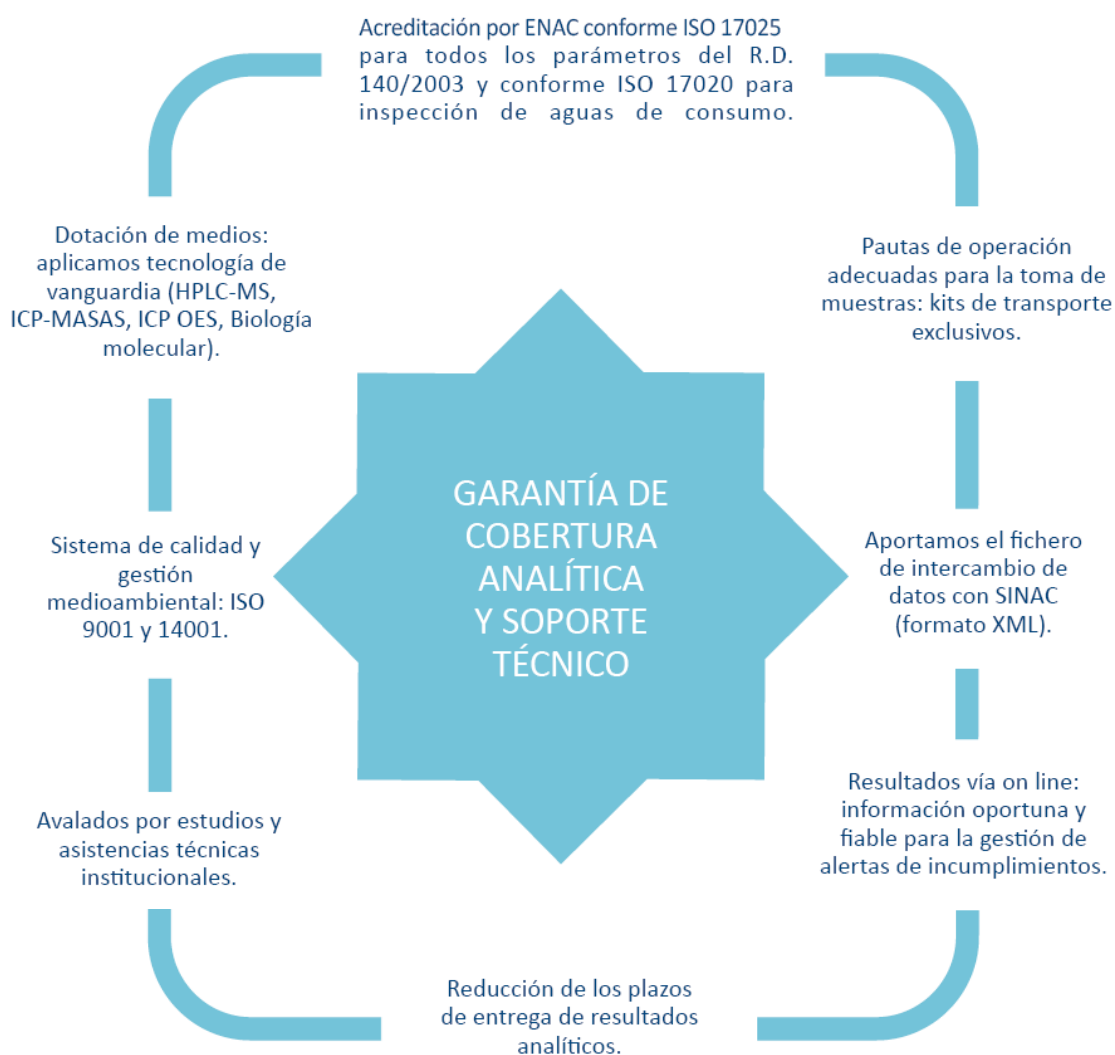 Acreditación por ENAC conforme ISO 17025
para todos los parámetros del R.D.
140/2003 y conforme ISO 17020 para
inspección de aguas de consumo.
Dotación de medios:
aplicamos tecnología de
vanguardia (HPLC-MS,
ICP-MASAS, ICP OES, Biología
molecular).
Pautas de operación
adecuadas para la toma de
muestras: kits de transporte
exclusivos.
GARANTÍA DE
COBERTURA
ANALÍTICA
Y SOPORTE
TÉCNICO
Sistema de calidad y
gestión
medioambiental: ISO
9001 y 14001.
Aportamos el fichero
de intercambio de
datos con SINAC
(formato XML).
Avalados por estudios y
asistencias técnicas
institucionales.
Resultados vía on line:
información oportuna y
fiable para la gestión de
alertas de incumplimientos.
Reducción de los plazos
de entrega de resultados
analíticos.